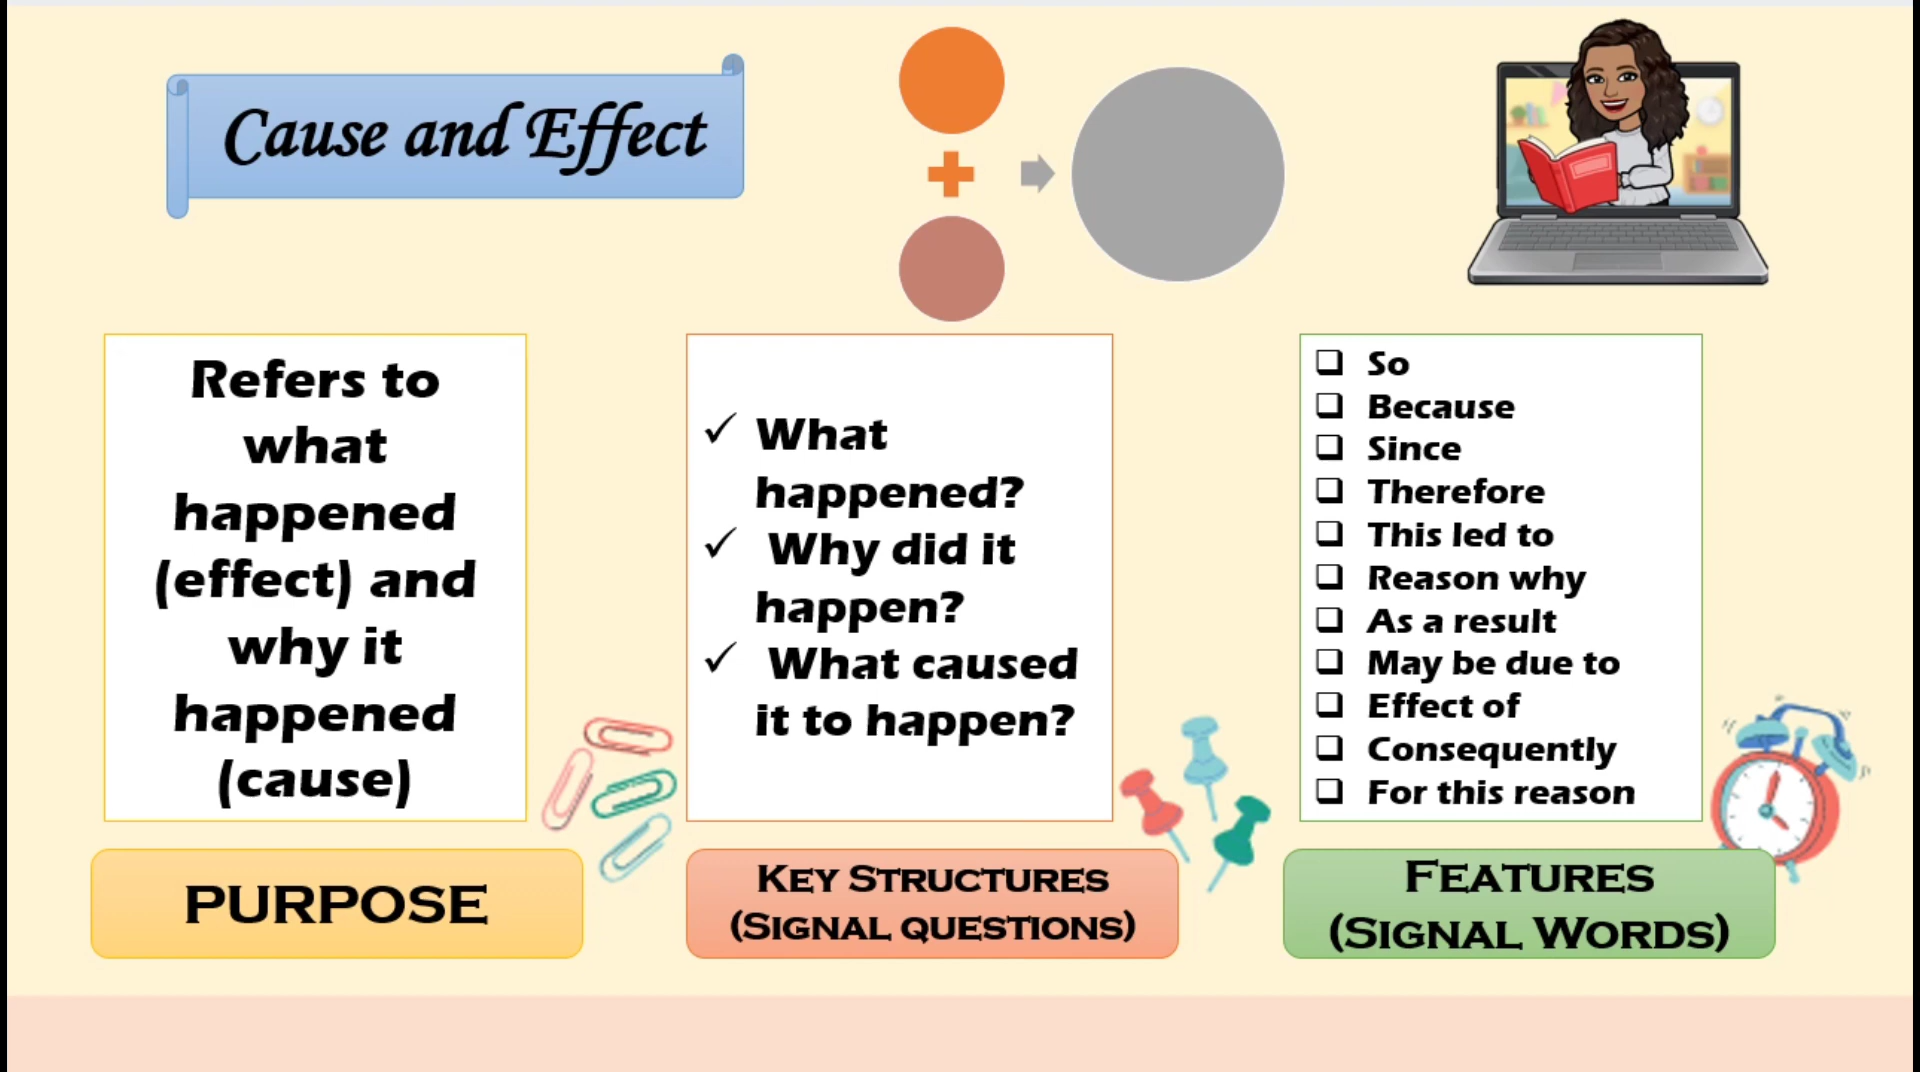 Cause and Effect
Refers to
what
happened
(effect) and
why it
happened
(cause)
PURPOSE
What
happened?
Why did it
happen?
What caused
it to happen?
KEY STRUCTURES
(SIGNAL QUESTIONS)
So
Because
Since
Therefore
This led to
Reason why
As a result
May be due to
Effect of
Consequently
For this reason
FEATURES
(SIGNAL WORDS)